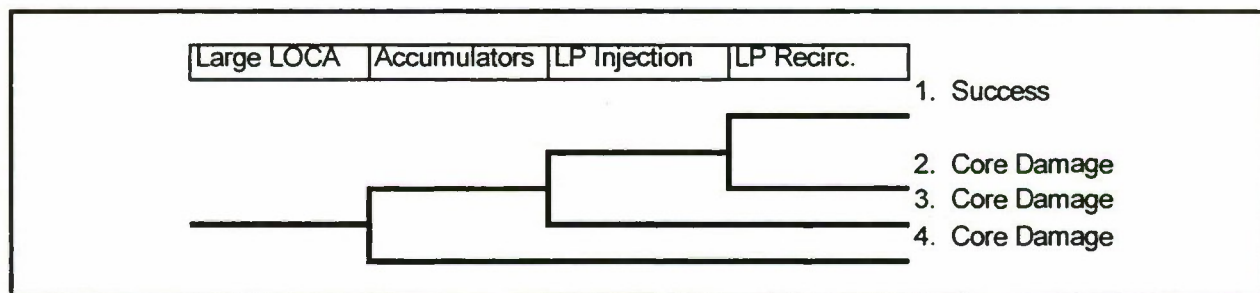 Large LOCA Accumulators LP Injection LP Recirc.
1. Success
2. Core Damage
3. Core Damage
4. Core Damage